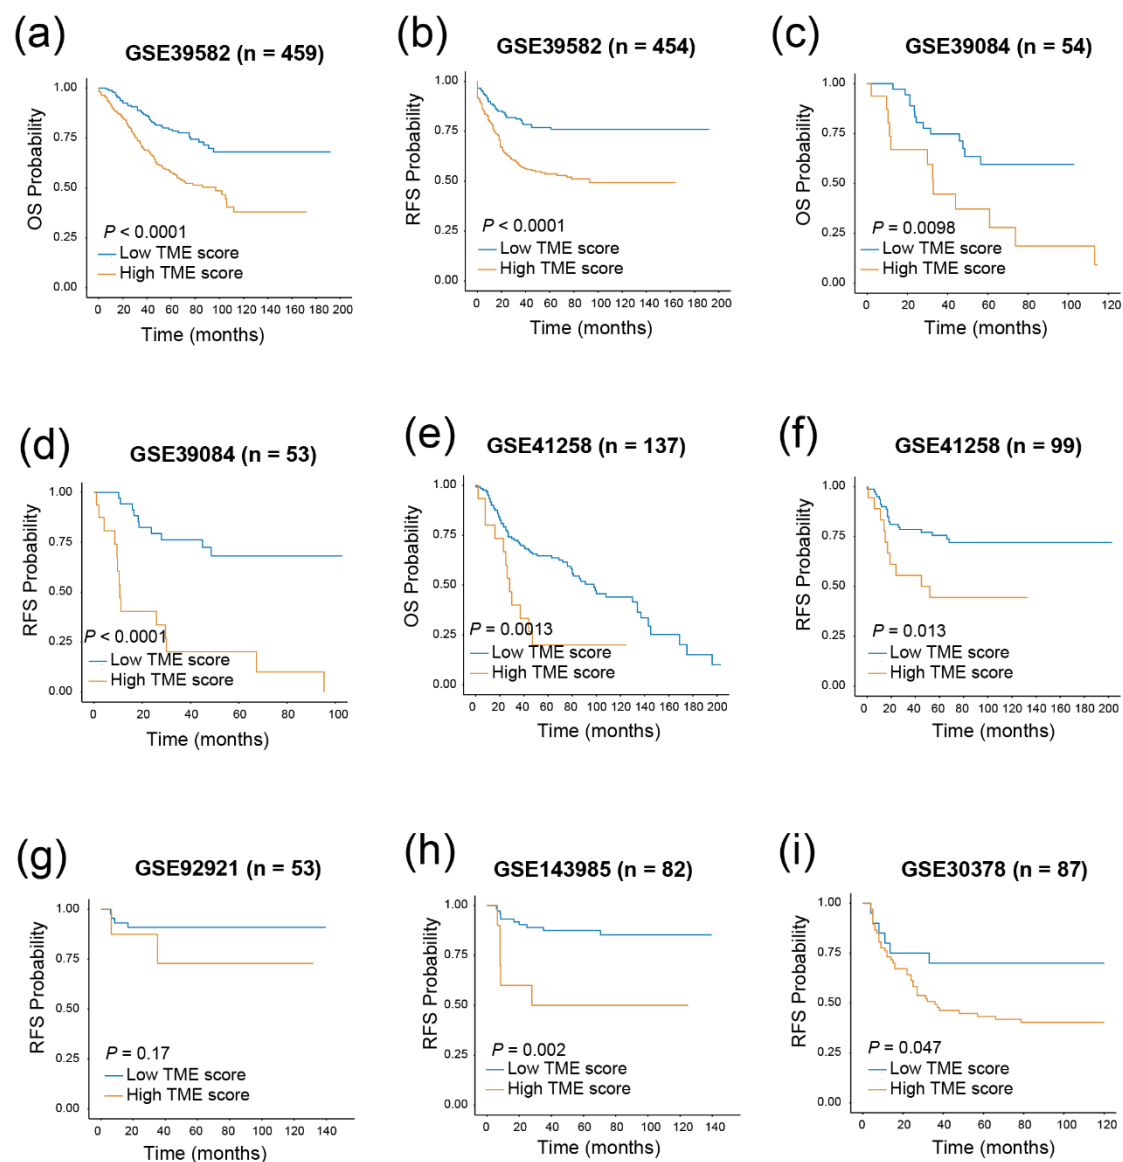 (a)
GSE39582 (n = 459)
1.00
0.75
0.50
0.25
0.00
OS Probability
P < 0.0001
Low TME score
High TME score
0 20 40 60 80 100 120 140 160 180 200
Time (months)
(b)
GSE39582 (n = 454)
1.00
0.75
0.50
0.25
0.00
RFS Probability
P < 0.0001
Low TME score
High TME score
0 20 40 60 80 100 120 140 160 180 200
Time (months)
(c)
GSE39084 (n = 54)
1.00
0.75
0.50
0.25
0.00
OS Probability
P = 0.0098
Low TME score
High TME score
0 20 40 60 80 100 120
Time (months)
(d)
GSE39084 (n = 53)
1.00
0.75
0.50
0.25
0.00
RFS Probability
P < 0.0001
Low TME score
High TME score
0 20 40 60 80 100
Time (months)
(e)
GSE41258 (n = 137)
1.00
0.75
0.50
0.25
0.00
OS Probability
P = 0.0013
Low TME score
High TME score
0 20 40 60 80 100 120 140 160 180 200
Time (months)
(f)
GSE41258 (n = 99)
1.00
0.75
0.50
0.25
0.00
RFS Probability
P = 0.013
Low TME score
High TME score
0 20 40 60 80 100 120 140 160 180 200
Time (months)
(g)
GSE92921 (n = 53)
1.00
0.75
0.50
0.25
0.00
RFS Probability
P = 0.17
Low TME score
High TME score
0 20 40 60 80 100 120 140
Time (months)
(h)
GSE143985 (n = 82)
1.00
0.75
0.50
0.25
0.00
RFS Probability
P = 0.002
Low TME score
High TME score
0 20 40 60 80 100 120 140
Time (months)
(i)
GSE30378 (n = 87)
1.00
0.75
0.50
0.25
0.00
RFS Probability
P = 0.047
Low TME score
High TME score
0 20 40 60 80 100 120
Time (months)